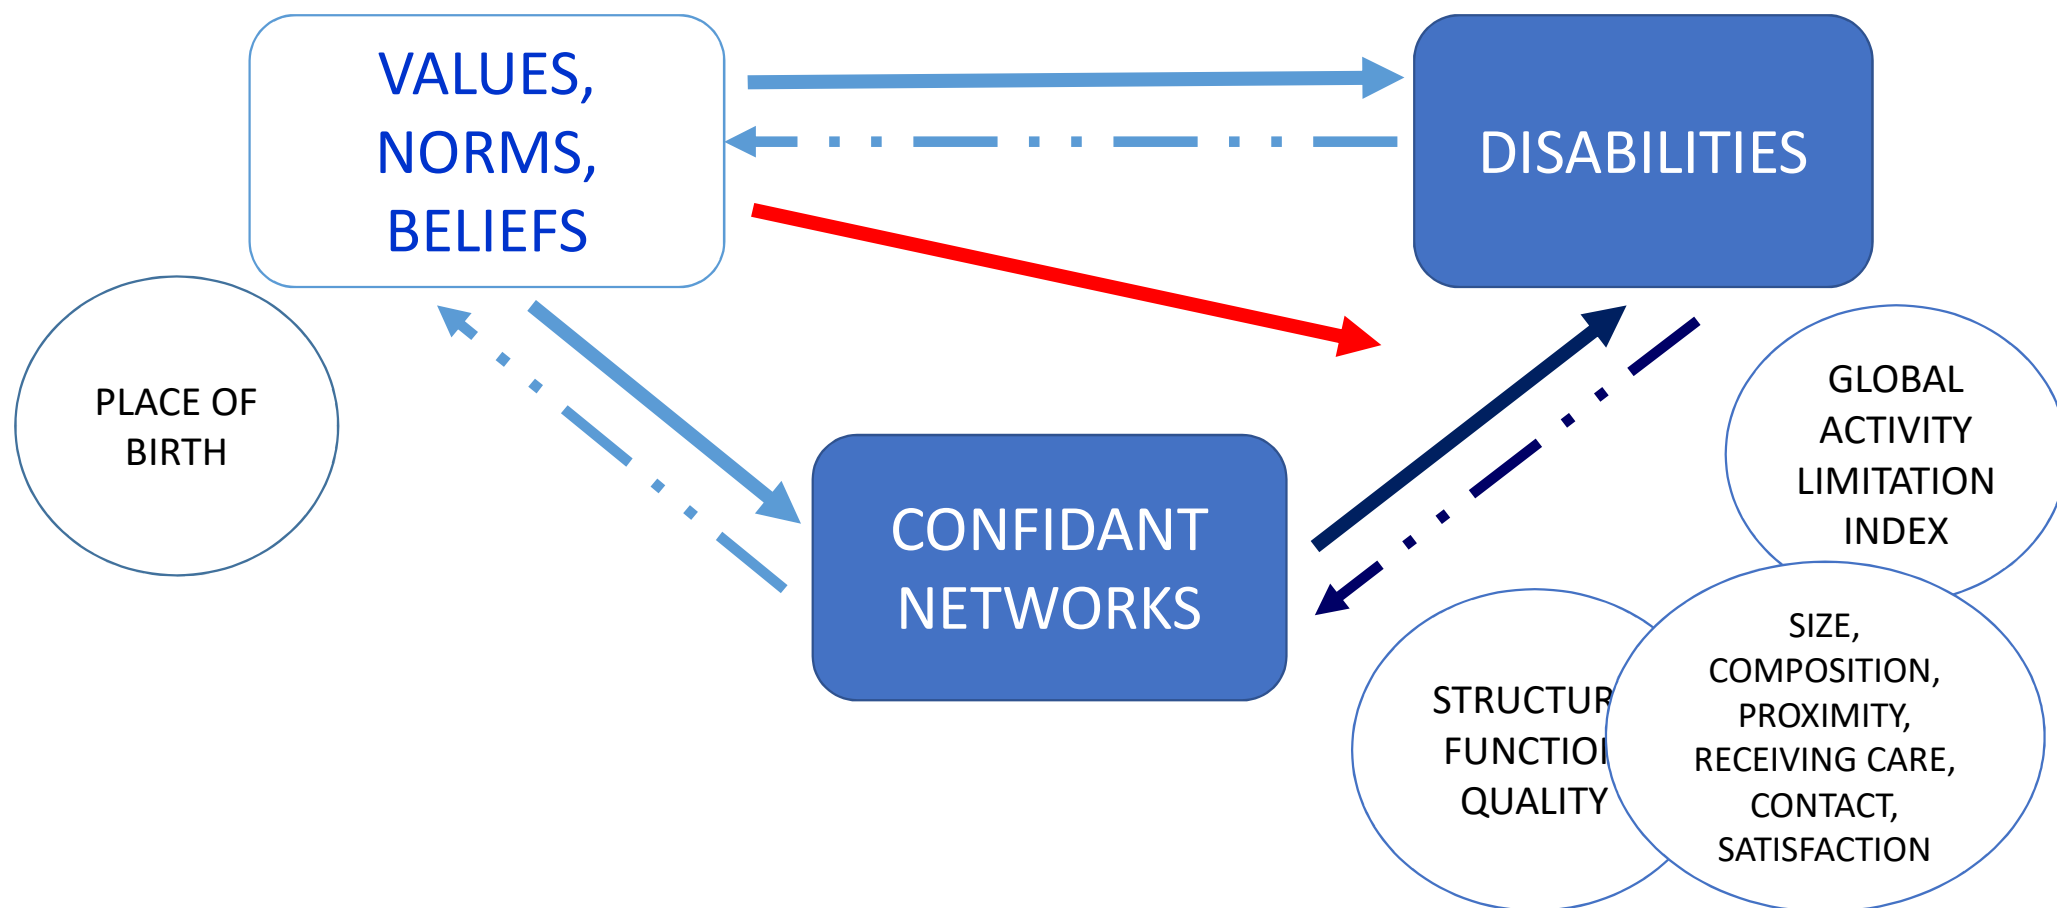 VALUES,
NORMS,
BELIEFS
DISABILITIES
PLACE OF
BIRTH
CONFIDANT
NETWORKS
GLOBAL
ACTIVITY
LIMITATION
INDEX
QUALITY
SIZE,
COMPOSITION,
PROXIMITY,
RECEIVING CARE,
CONTACT,
SATISFACTION